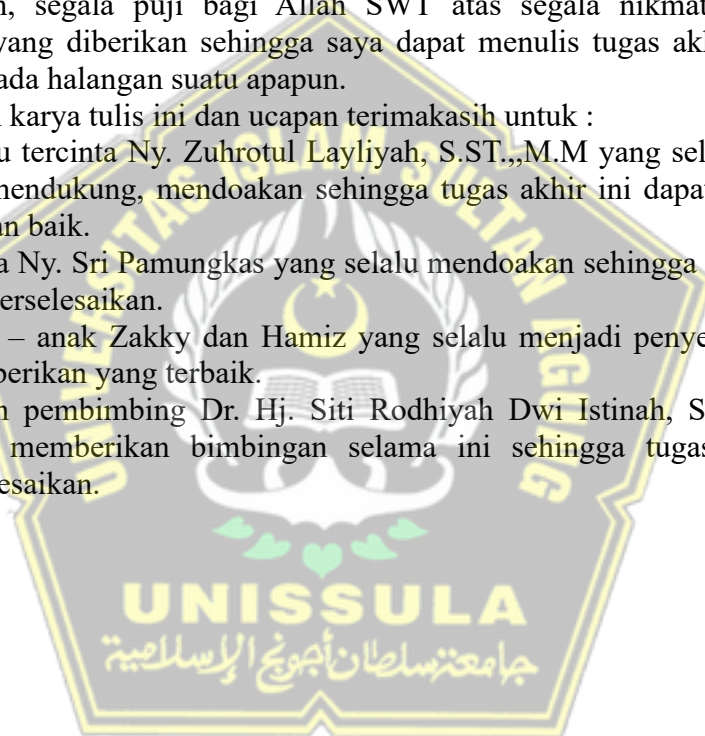 segala puji bagi Allah SWT atas segala nikmat
yang diberikan sehingga saya dapat menulis tugas
ada halangan suatu apapun.
karya tulis ini dan ucapan terimakasih untuk :
tercinta Ny. Zuhrotul Layliyah, S.ST.,,M.M yang
mendukung, mendoakan sehingga tugas akhir ini
baik.
Ny. Sri Pamungkas yang selalu mendoakan sehingga
erselesaikan.
– anak Zakky dan Hamiz yang selalu menjadi
berikan yang terbaik.
pembimbing Dr. Hj. Siti Rodhiyah Dwi Istinah,
memberikan bimbingan selama ini sehingga tugas
esaikan.
UNIVERSITAS ISLAM SULTAN AGUNG
UNISSULA
جامعة سلطان أجونج الإسلامية